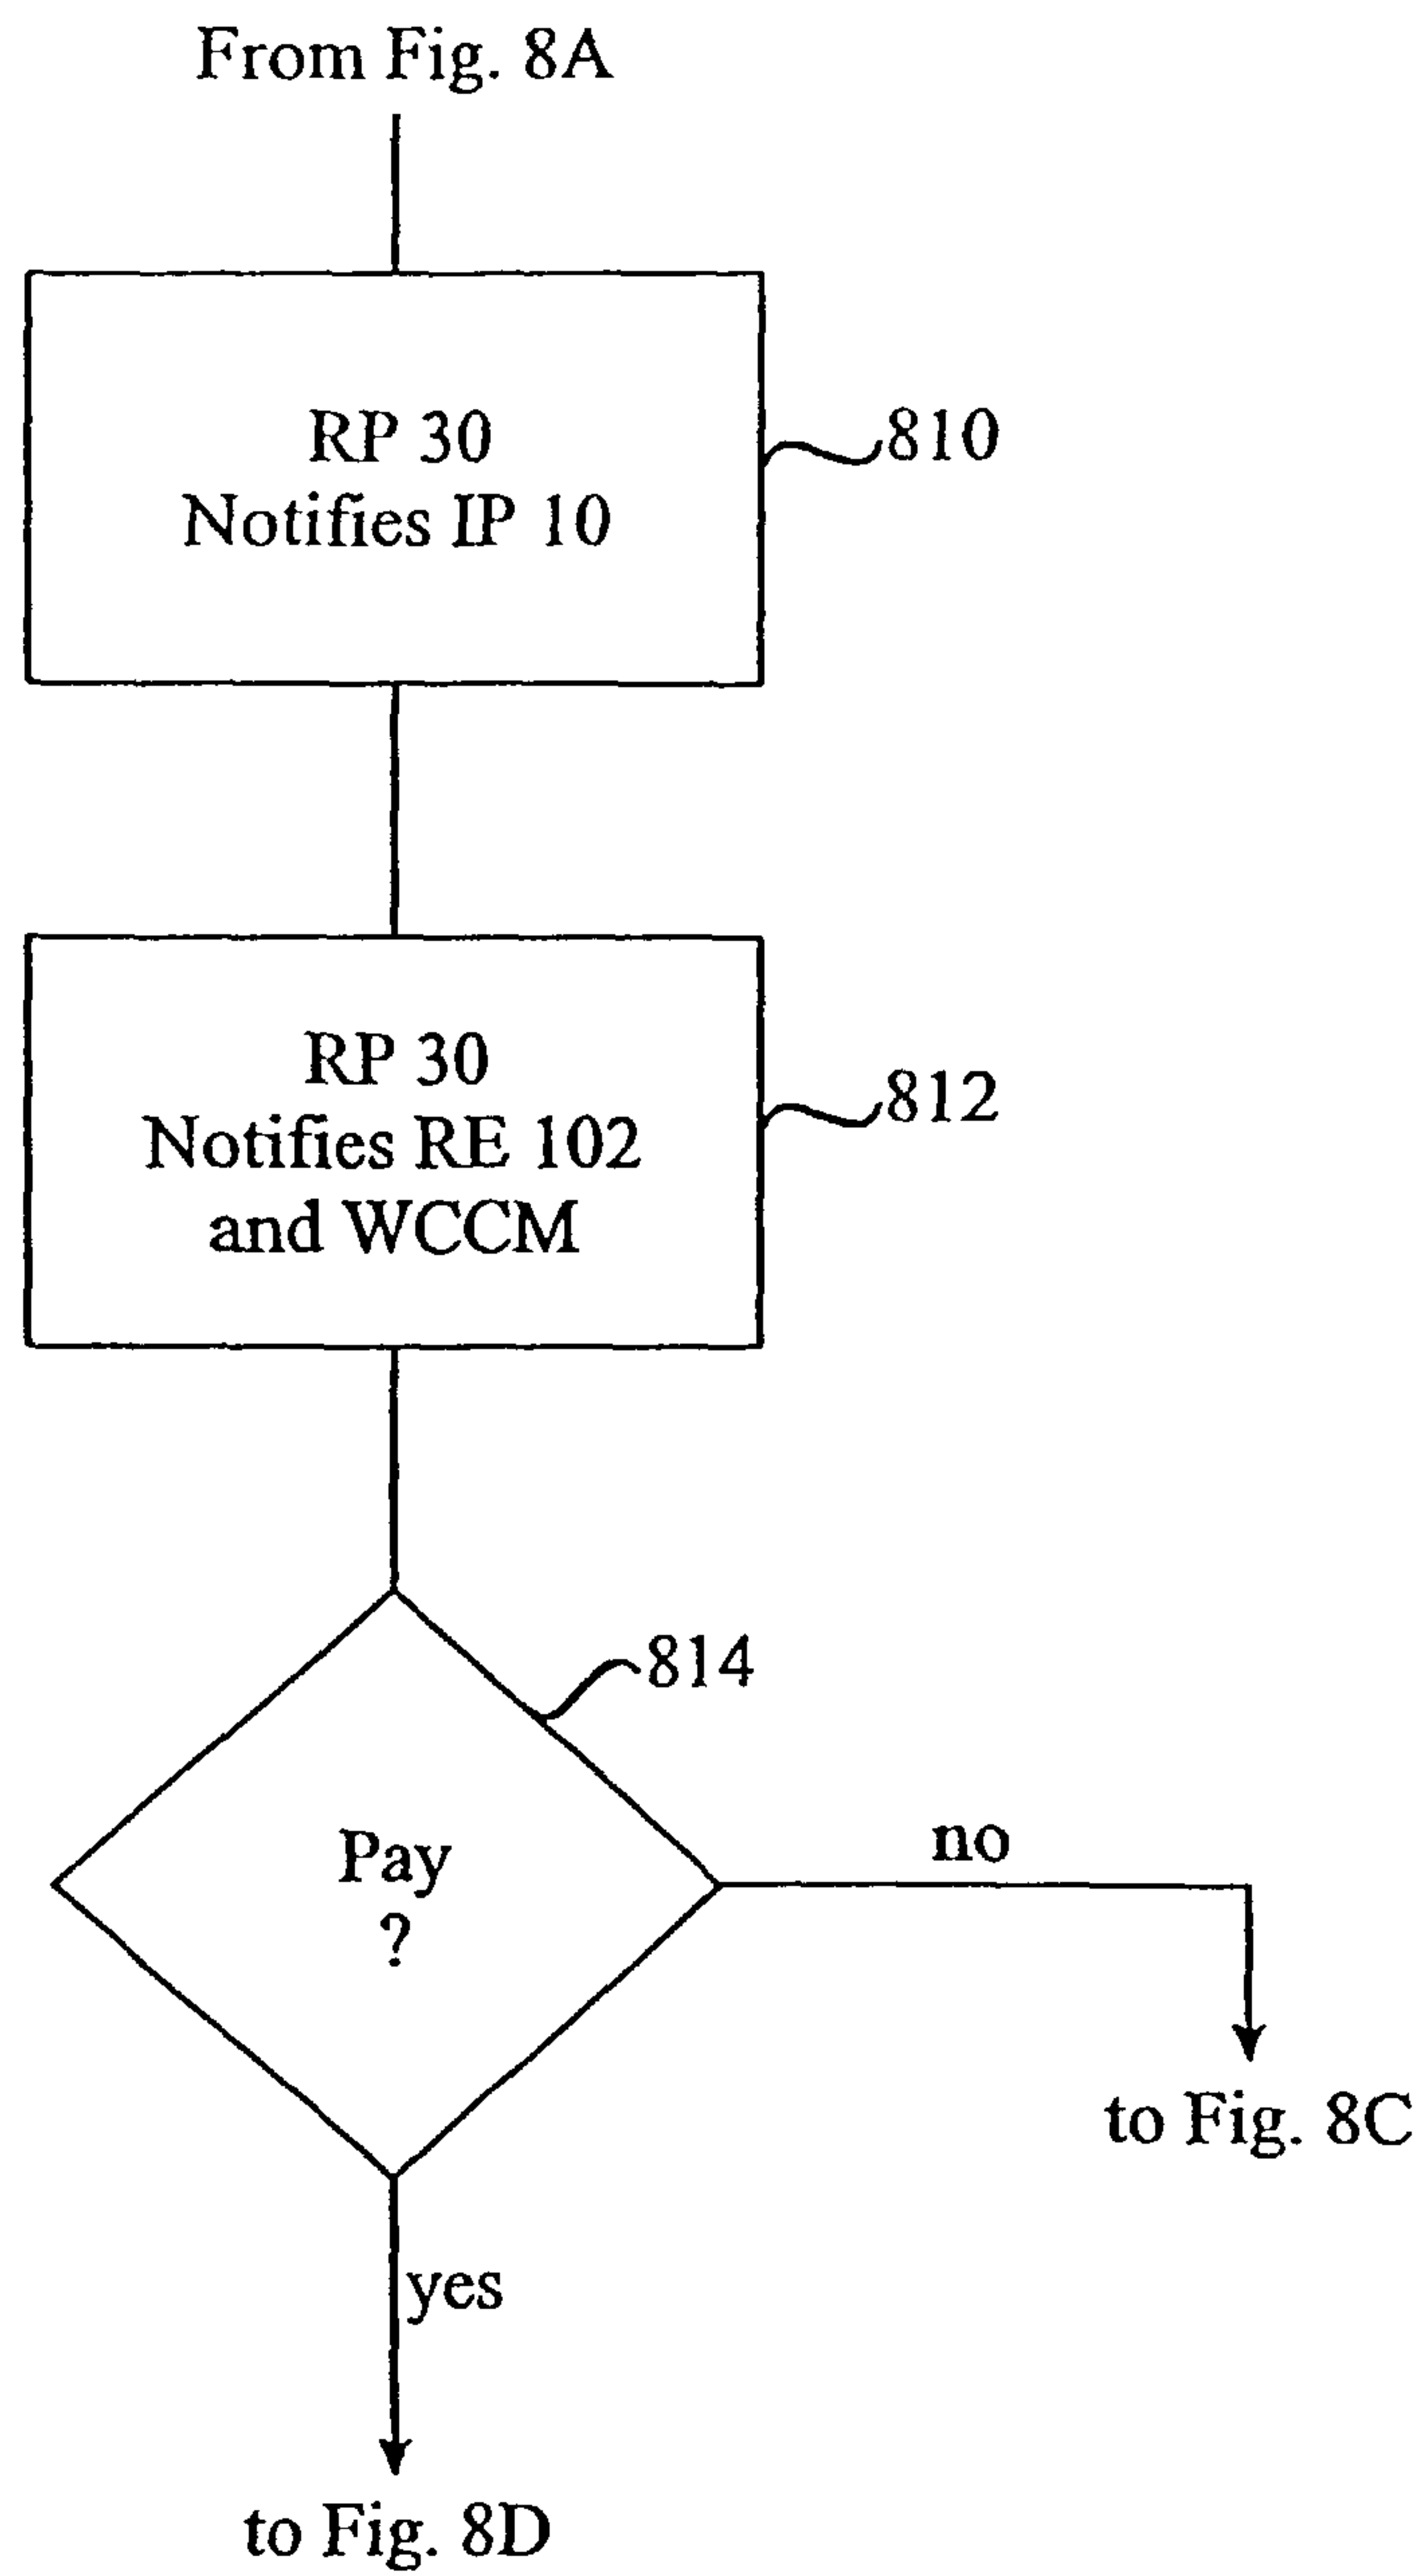 From Fig. 8A
RP 30
Notifies IP 10
810
RP 30
Notifies RE 102
and WCCM
812
814
Pay
?
no
to Fig. 8C
yes
to Fig. 8D